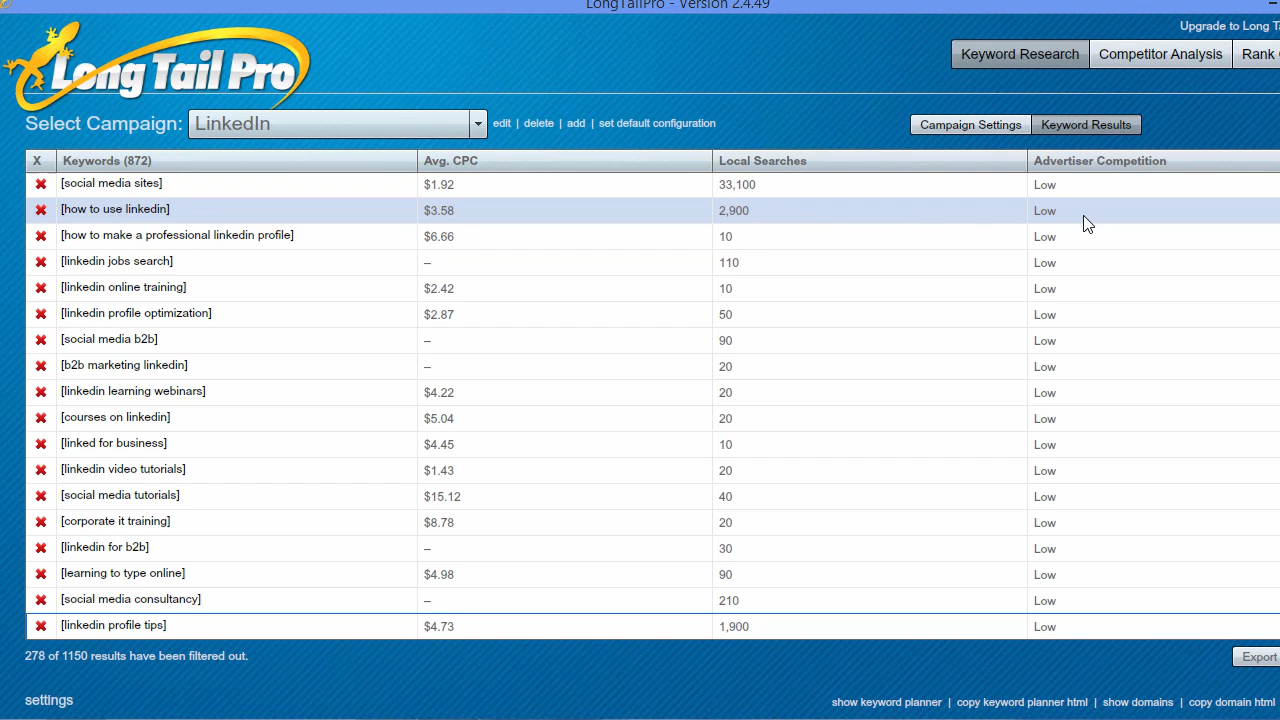 LongTailPro - Version 2.4.49
Upgrade to Long
Long Tail Pro
Keyword Research Competitor Analysis Rank
Select Campaign: LinkedIn edit | delete | add | set default configuration Campaign Settings Keyword Results
X Keywords (872) Avg. CPC Local Searches Advertiser Competition
[social media sites] $1.92 33,100 Low
[how to use linkedin] $3.58 2,900 Low
[how to make a professional linkedin profile] $6.66 10 Low
[linkedin jobs search] – 110 Low
[linkedin online training] $2.42 10 Low
[linkedin profile optimization] $2.87 50 Low
[social media b2b] – 90 Low
[b2b marketing linkedin] – 20 Low
[linkedin learning webinars] $4.22 20 Low
[courses on linkedin] $5.04 20 Low
[linked for business] $4.45 10 Low
[linkedin video tutorials] $1.43 20 Low
[social media tutorials] $15.12 40 Low
[corporate it training] $8.78 20 Low
[linkedin for b2b] – 30 Low
[learning to type online] $4.98 90 Low
[social media consultancy] – 210 Low
[linkedin profile tips] $4.73 1,900 Low
278 of 1150 results have been filtered out. Export
settings show keyword planner | copy keyword planner html | show domains | copy domain html